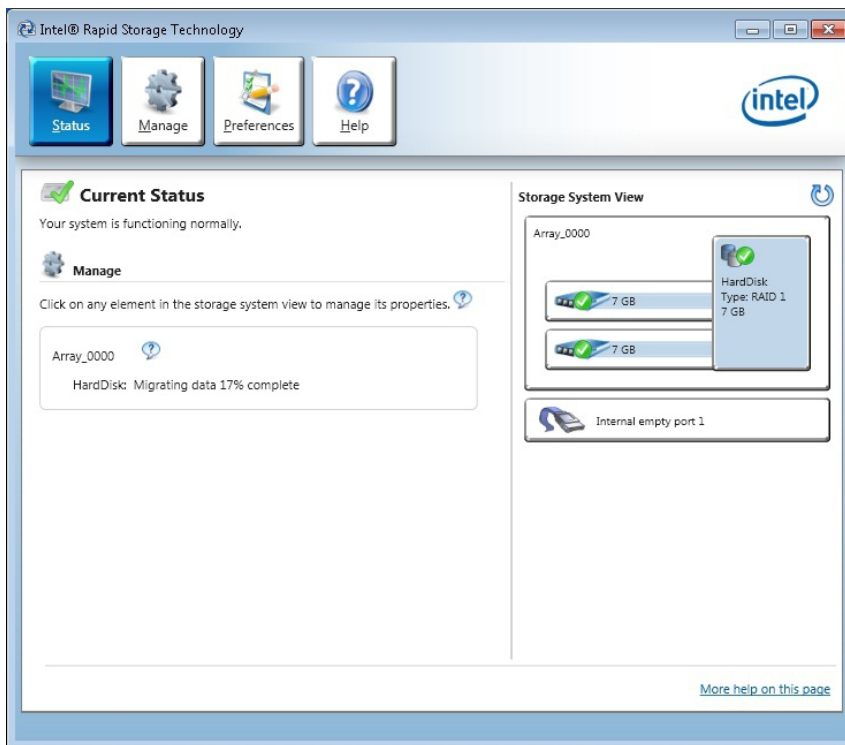 Intel® Rapid Storage Technology
Status
Manage
Preferences
Help
intel
Current Status
Your system is functioning normally.
Manage
Click on any element in the storage system view to manage its properties.
Array_0000
HardDisk: Migrating data 17% complete
Storage System View
Array_0000
7 GB
7 GB
HardDisk
Type: RAID 1
7 GB
Internal empty port 1
More help on this page